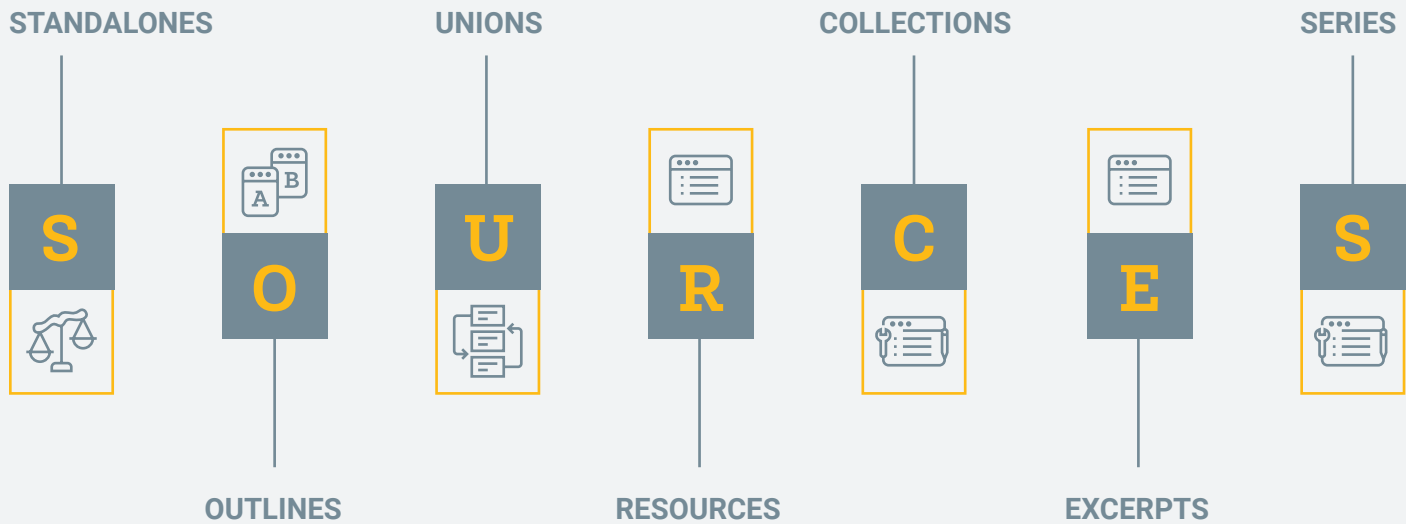 STANDALONES UNIONS COLLECTIONS SERIES
B
A
S U C S
O R E
OUTLINES RESOURCES EXCERPTS